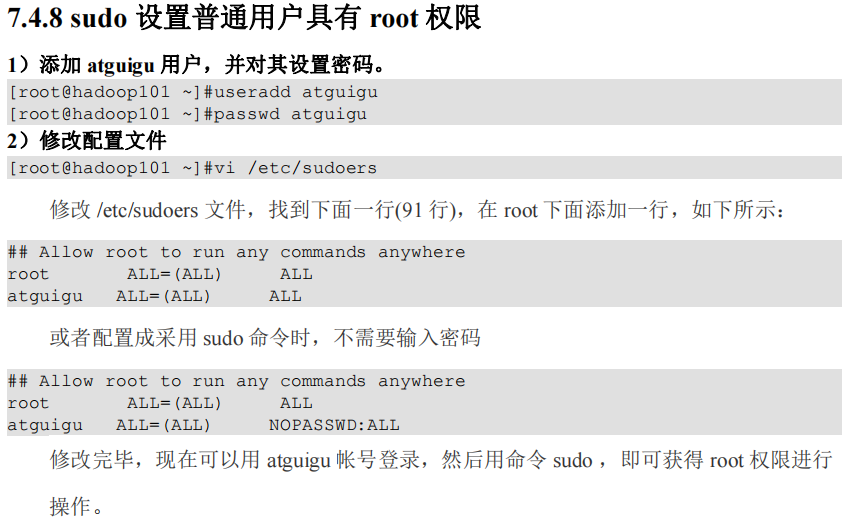 7.4.8 sudo 设置普通用户具有 root 权限
1）添加 atguigu 用户，并对其设置密码。
[root@hadoop101 ~]#useradd atguigu
[root@hadoop101 ~]#passwd atguigu
2）修改配置文件
[root@hadoop101 ~]#vi /etc/sudoers
修改 /etc/sudoers 文件，找到下面一行(91 行)，在 root 下面添加一行，如下所示：
## Allow root to run any commands anywhere
root ALL=(ALL) ALL
atguigu ALL=(ALL) ALL
或者配置成采用 sudo 命令时，不需要输入密码
## Allow root to run any commands anywhere
root ALL=(ALL) ALL
atguigu ALL=(ALL) NOPASSWD:ALL
修改完毕，现在可以用 atguigu 帐号登录，然后用命令 sudo ，即可获得 root 权限进行
操作。